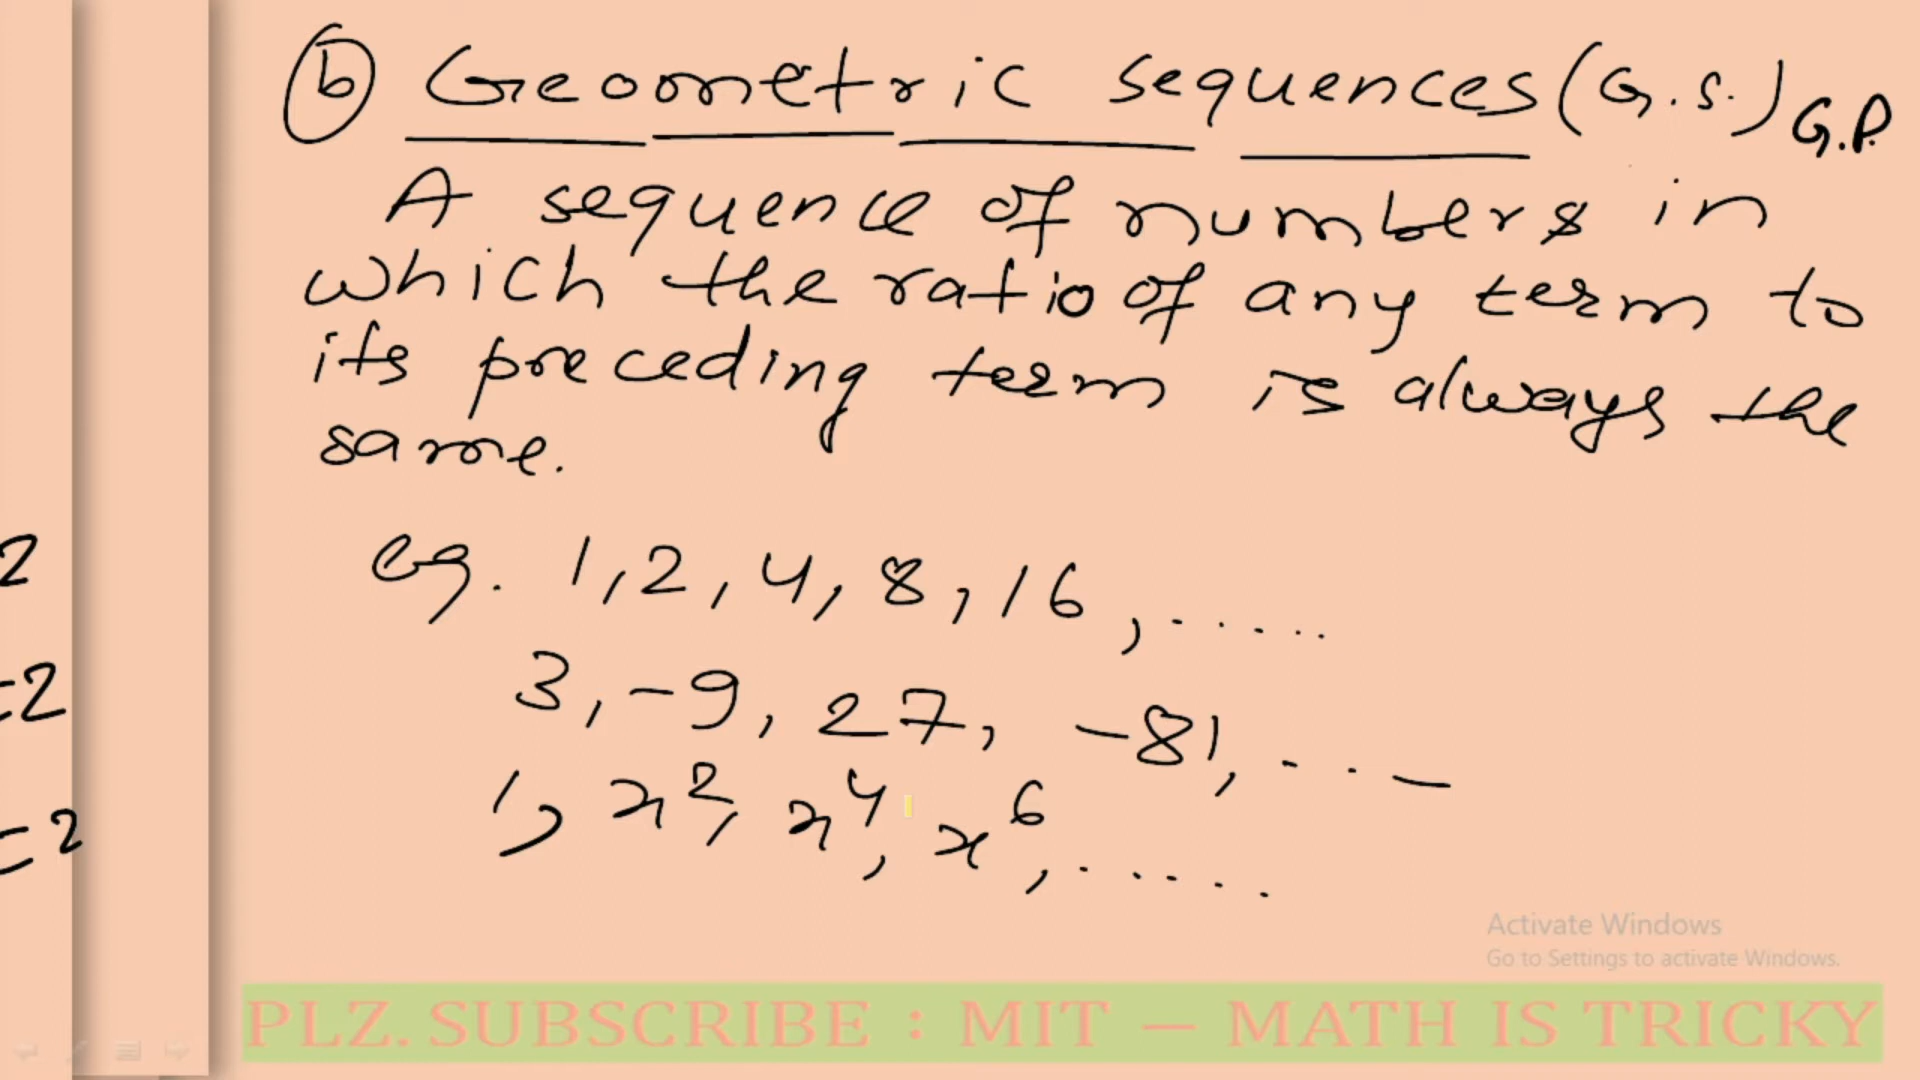 2
=2
=2
(b) Geometric sequences (G.S.) G.P.
A sequence of numbers in
which the ratio of any term to
its preceding term is always the
same.
eg. 1, 2, 4, 8, 16, .....
3, -9, 27, -81, ..—
1, x², x⁴, x⁶, .....
Activate Windows
Go to Settings to activate Windows.
PLZ. SUBSCRIBE : MIT – MATH IS TRICKY